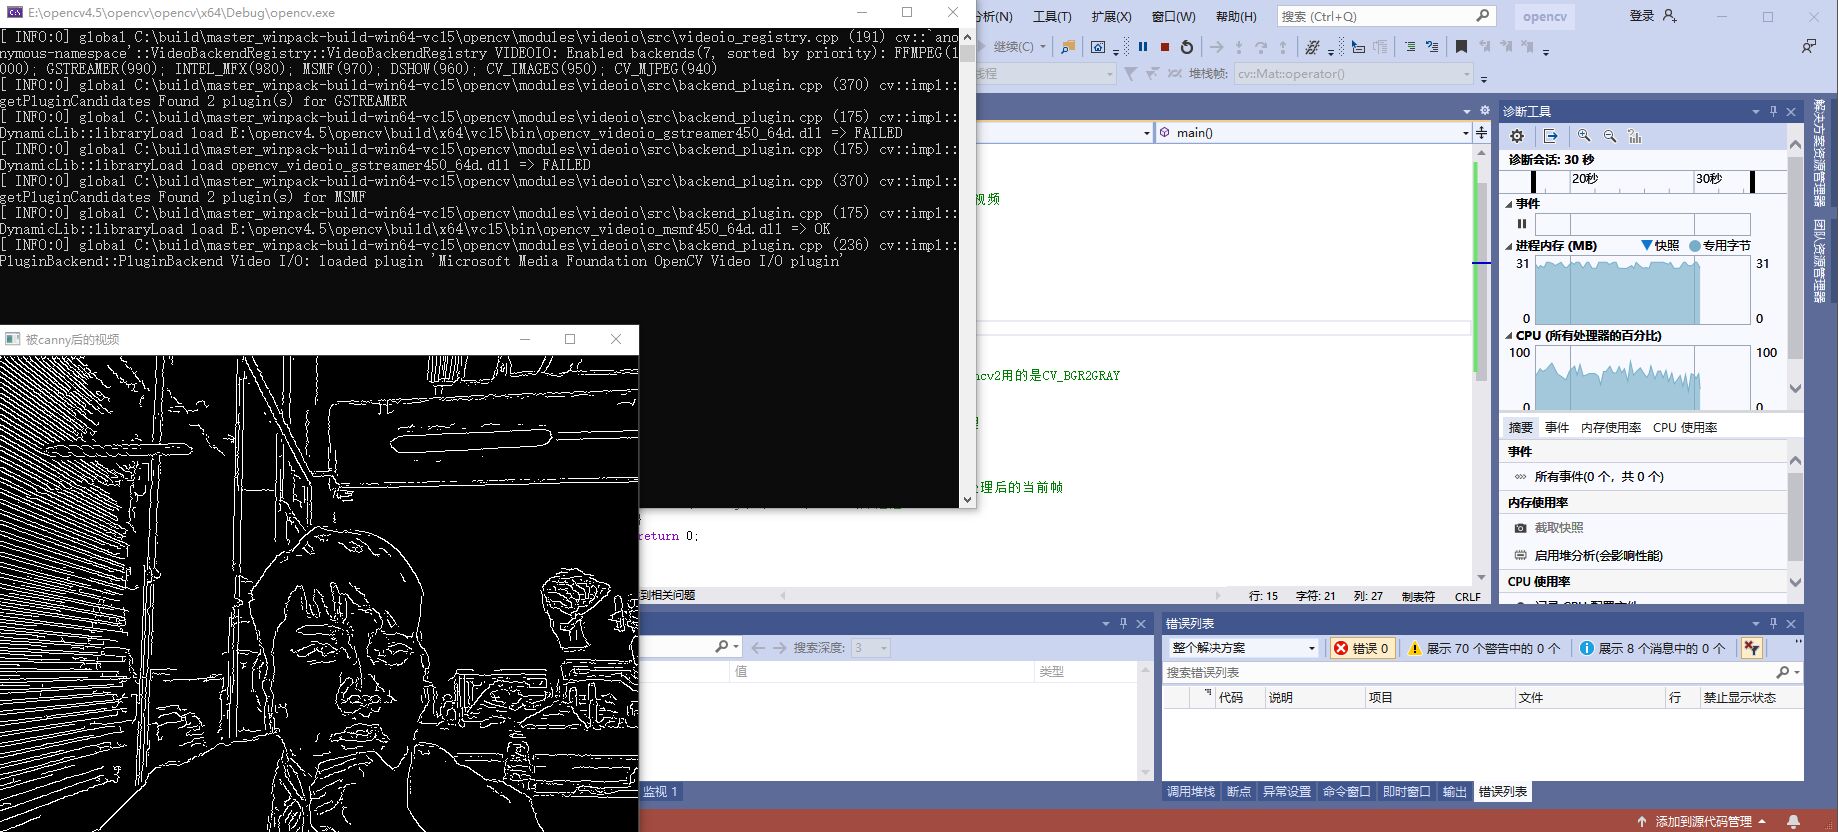 E:\opencv4.5\opencv\opencv\x64\Debug\opencv.exe
[ INFO:0] global C:\build\master_winpack-build-win64-vc15\opencv\modules\videoio\src\videoio_registry.cpp (191) cv::`ano
nymous-namespace'::VideoBackendRegistry::VideoBackendRegistry VIDEOIO: Enabled backends(7, sorted by priority): FFMPEG(1
000); GSTREAMER(990); INTEL_MFX(980); MSMF(970); DSHOW(960); CV_IMAGES(950); CV_MJPEG(940)
[ INFO:0] global C:\build\master_winpack-build-win64-vc15\opencv\modules\videoio\src\backend_plugin.cpp (370) cv::impl::
getPluginCandidates Found 2 plugin(s) for GSTREAMER
[ INFO:0] global C:\build\master_winpack-build-win64-vc15\opencv\modules\videoio\src\backend_plugin.cpp (175) cv::impl::
DynamicLib::libraryLoad load E:\opencv4.5\opencv\build\x64\vc15\bin\opencv_videoio_gstreamer450_64d.dll => FAILED
[ INFO:0] global C:\build\master_winpack-build-win64-vc15\opencv\modules\videoio\src\backend_plugin.cpp (175) cv::impl::
DynamicLib::libraryLoad load opencv_videoio_gstreamer450_64d.dll => FAILED
[ INFO:0] global C:\build\master_winpack-build-win64-vc15\opencv\modules\videoio\src\backend_plugin.cpp (370) cv::impl::
getPluginCandidates Found 2 plugin(s) for MSMF
[ INFO:0] global C:\build\master_winpack-build-win64-vc15\opencv\modules\videoio\src\backend_plugin.cpp (175) cv::impl::
DynamicLib::libraryLoad load E:\opencv4.5\opencv\build\x64\vc15\bin\opencv_videoio_msmf450_64d.dll => OK
[ INFO:0] global C:\build\master_winpack-build-win64-vc15\opencv\modules\videoio\src\backend_plugin.cpp (236) cv::impl::
PluginBackend::PluginBackend Video I/O: loaded plugin 'Microsoft Media Foundation OpenCV Video I/O plugin'
被canny后的视频
析(N) 工具(T) 扩展(X) 窗口(W) 帮助(H) 搜索 (Ctrl+Q) opencv 登录
继续(C)
线程 堆栈帧: cv::Mat::operator()
main()
视频
ncv2用的是CV_BGR2GRAY
理
处理后的当前帧
}
return 0;
到相关问题 行: 15 字符: 21 列: 27 制表符 CRLF
诊断工具
诊断会话: 30 秒
20秒 30秒
事件
进程内存 (MB) 快照 专用字节
31 31
0 0
CPU (所有处理器的百分比)
100 100
0 0
摘要 事件 内存使用率 CPU 使用率
事件
所有事件(0 个，共 0 个)
内存使用率
截取快照
启用堆分析(会影响性能)
CPU 使用率
记录 CPU 配置文件
解决方案资源管理器
团队资源管理器
搜索深度: 3
值 类型
监视 1
错误列表
整个解决方案 错误 0 展示 70 个警告中的 0 个 展示 8 个消息中的 0 个
搜索错误列表
代码 说明 项目 文件 行 禁止显示状态
调用堆栈 断点 异常设置 命令窗口 即时窗口 输出 错误列表
添加到源代码管理